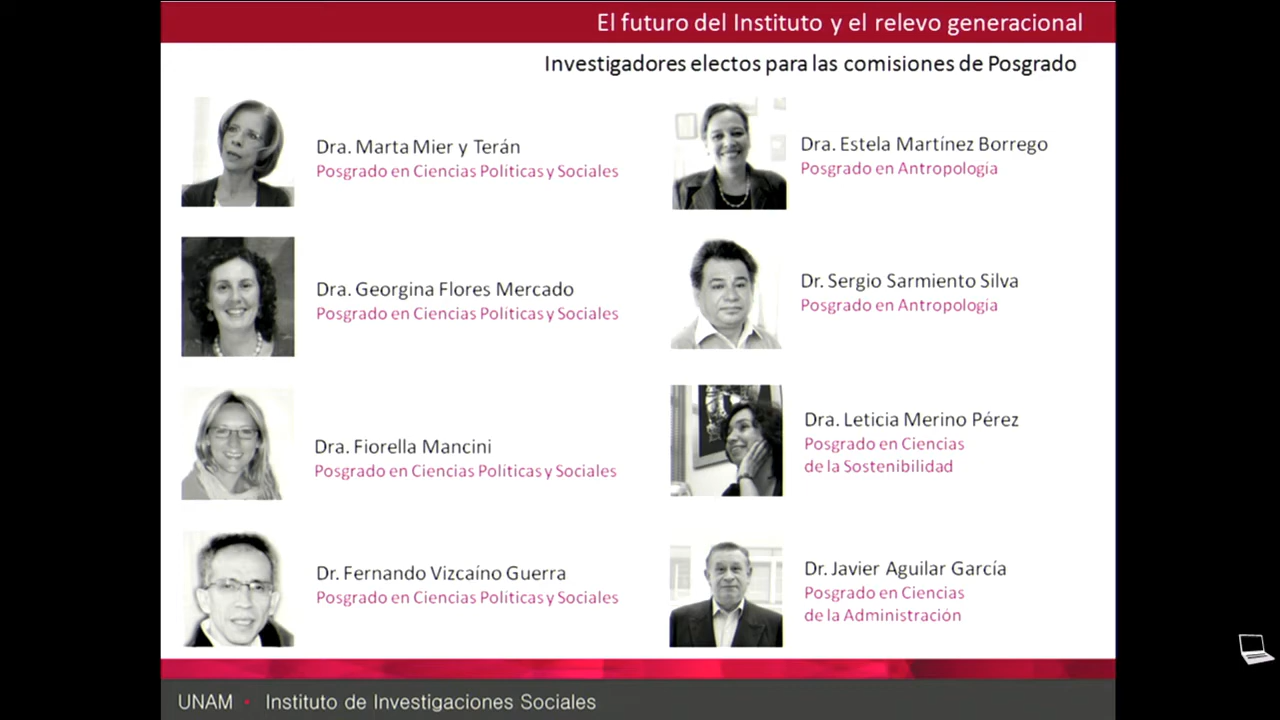 El futuro del Instituto y el relevo generacional
Investigadores electos para las comisiones de Posgrado
Dra. Marta Mier y Terán
Posgrado en Ciencias Políticas y Sociales
Dra. Georgina Flores Mercado
Posgrado en Ciencias Políticas y Sociales
Dra. Fiorella Mancini
Posgrado en Ciencias Políticas y Sociales
Dr. Fernando Vizcaíno Guerra
Posgrado en Ciencias Políticas y Sociales
Dra. Estela Martínez Borrego
Posgrado en Antropología
Dr. Sergio Sarmiento Silva
Posgrado en Antropología
Dra. Leticia Merino Pérez
Posgrado en Ciencias
de la Sostenibilidad
Dr. Javier Aguilar García
Posgrado en Ciencias
de la Administración
UNAM • Instituto de Investigaciones Sociales